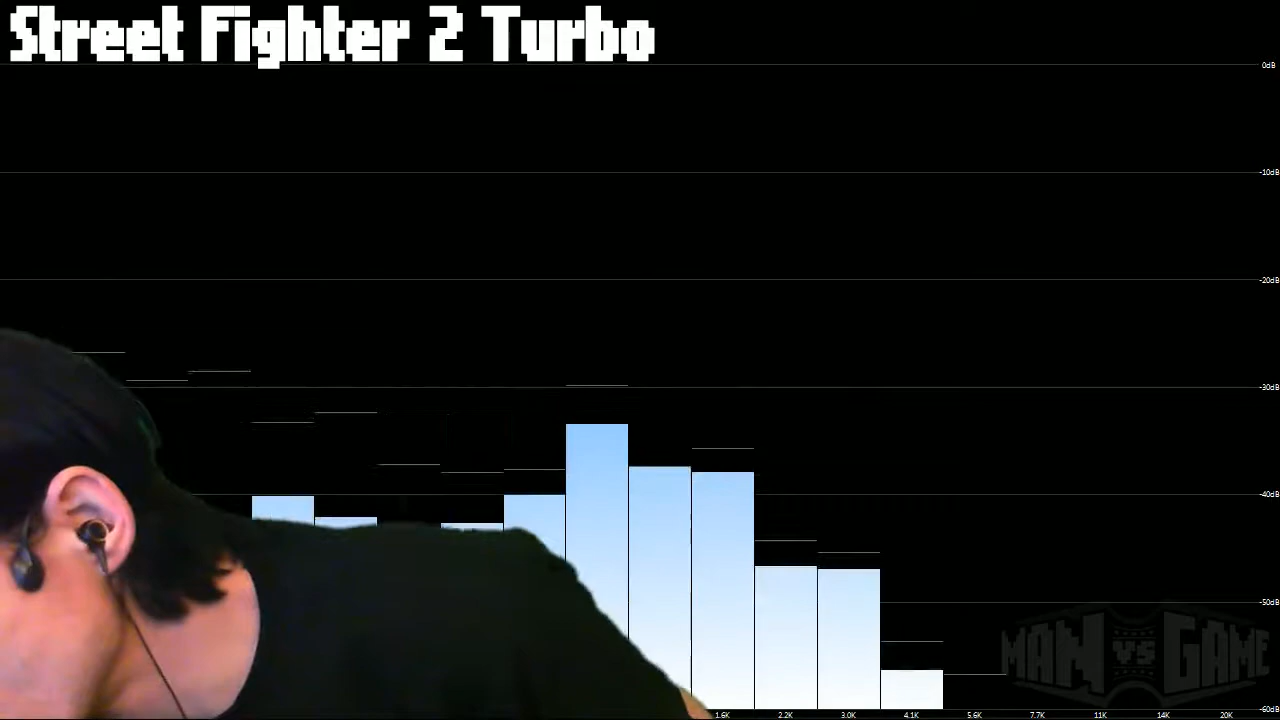 Street Fighter 2 Turbo
0dB
-10dB
-20dB
-30dB
-40dB
-50dB
MAN VS GAME
-60dB
1.6K 2.2K 3.0K 4.1K 5.6K 7.7K 11K 14K 20K